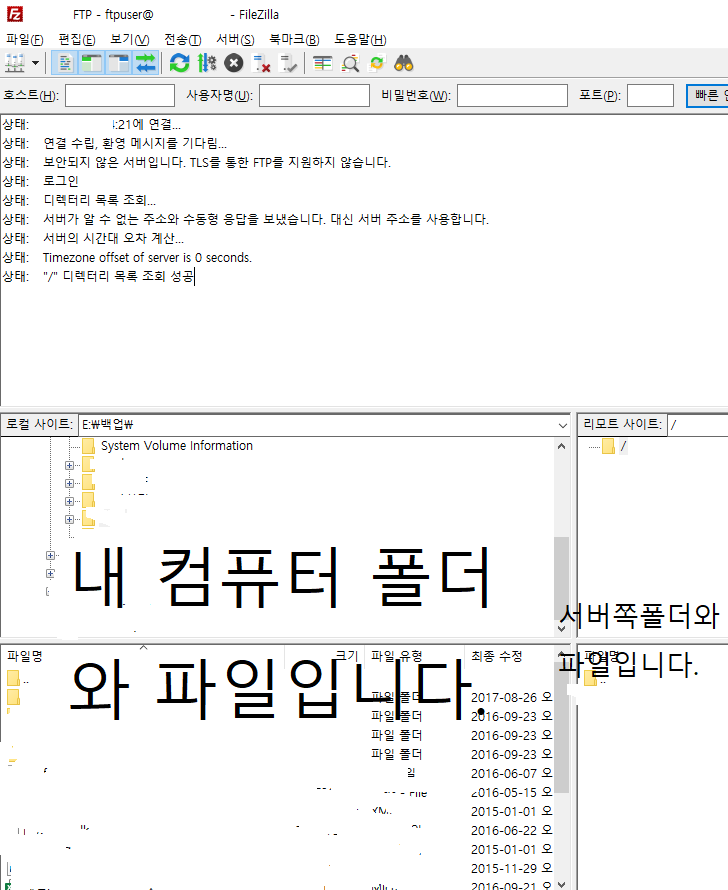 FTP - ftpuser@ - FileZilla
파일(F) 편집(E) 보기(V) 전송(T) 서버(S) 북마크(B) 도움말(H)
호스트(H): 사용자명(U): 비밀번호(W): 포트(P): 빠른
상태: :21에 연결...
상태: 연결 수립, 환영 메시지를 기다림...
상태: 보안되지 않은 서버입니다. TLS를 통한 FTP를 지원하지 않습니다.
상태: 로그인
상태: 디렉터리 목록 조회...
상태: 서버가 알 수 없는 주소와 수동형 응답을 보냈습니다. 대신 서버 주소를 사용합니다.
상태: 서버의 시간대 오차 계산...
상태: Timezone offset of server is 0 seconds.
상태: "/" 디렉터리 목록 조회 성공
로컬 사이트: E:₩백업₩
System Volume Information
내 컴퓨터 폴더
와 파일입니다.
파일명 크기 파일 유형 최종 수정
..
파일 폴더 2017-08-26 오
파일 폴더 2016-09-23 오
파일 폴더 2016-09-23 오
파일 폴더 2016-09-23 오
2016-06-07 오
2016-05-15 오
2015-01-01 오
2016-06-22 오
2015-01-01 오
2015-11-29 오
2016-09-21 오
리모트 사이트: /
/
서버쪽폴더와
파일입니다.
파일명
..